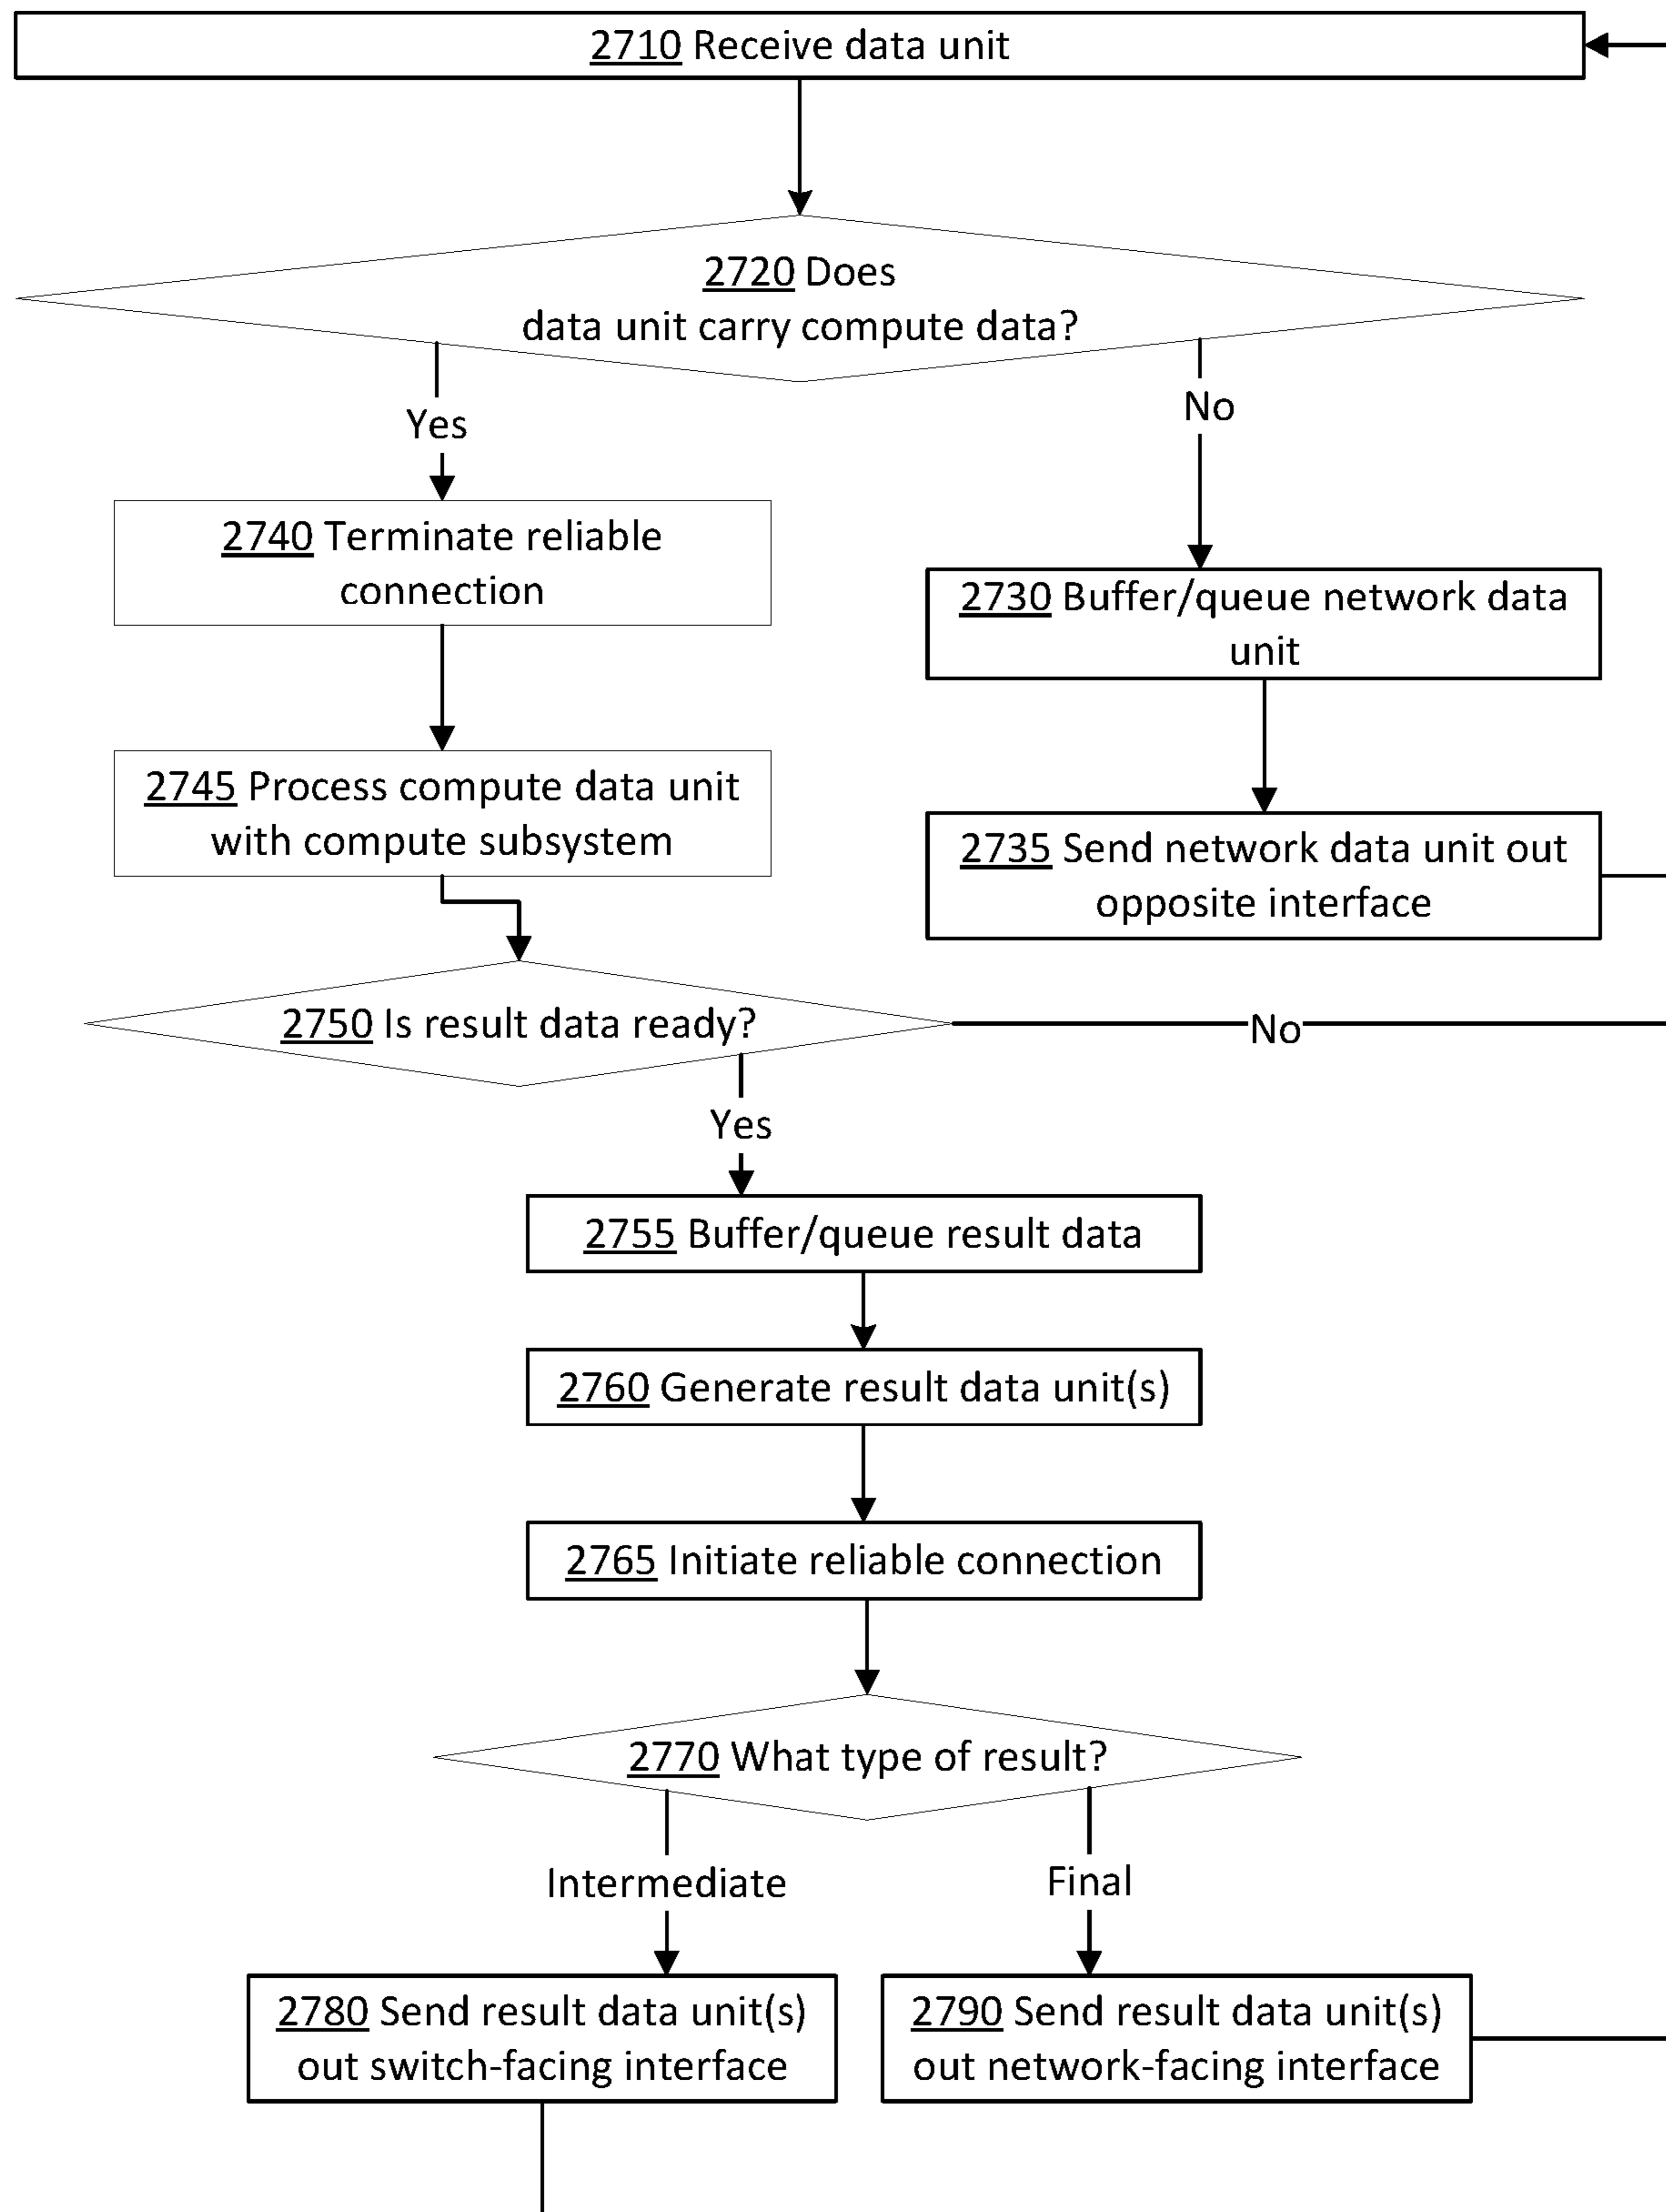 2710 Receive data unit
2720 Does
data unit carry compute data?
Yes
No
2740 Terminate reliable
connection
2730 Buffer/queue network data
unit
2745 Process compute data unit
with compute subsystem
2735 Send network data unit out
opposite interface
2750 Is result data ready?
No
Yes
2755 Buffer/queue result data
2760 Generate result data unit(s)
2765 Initiate reliable connection
2770 What type of result?
Intermediate
Final
2780 Send result data unit(s)
out switch-facing interface
2790 Send result data unit(s)
out network-facing interface